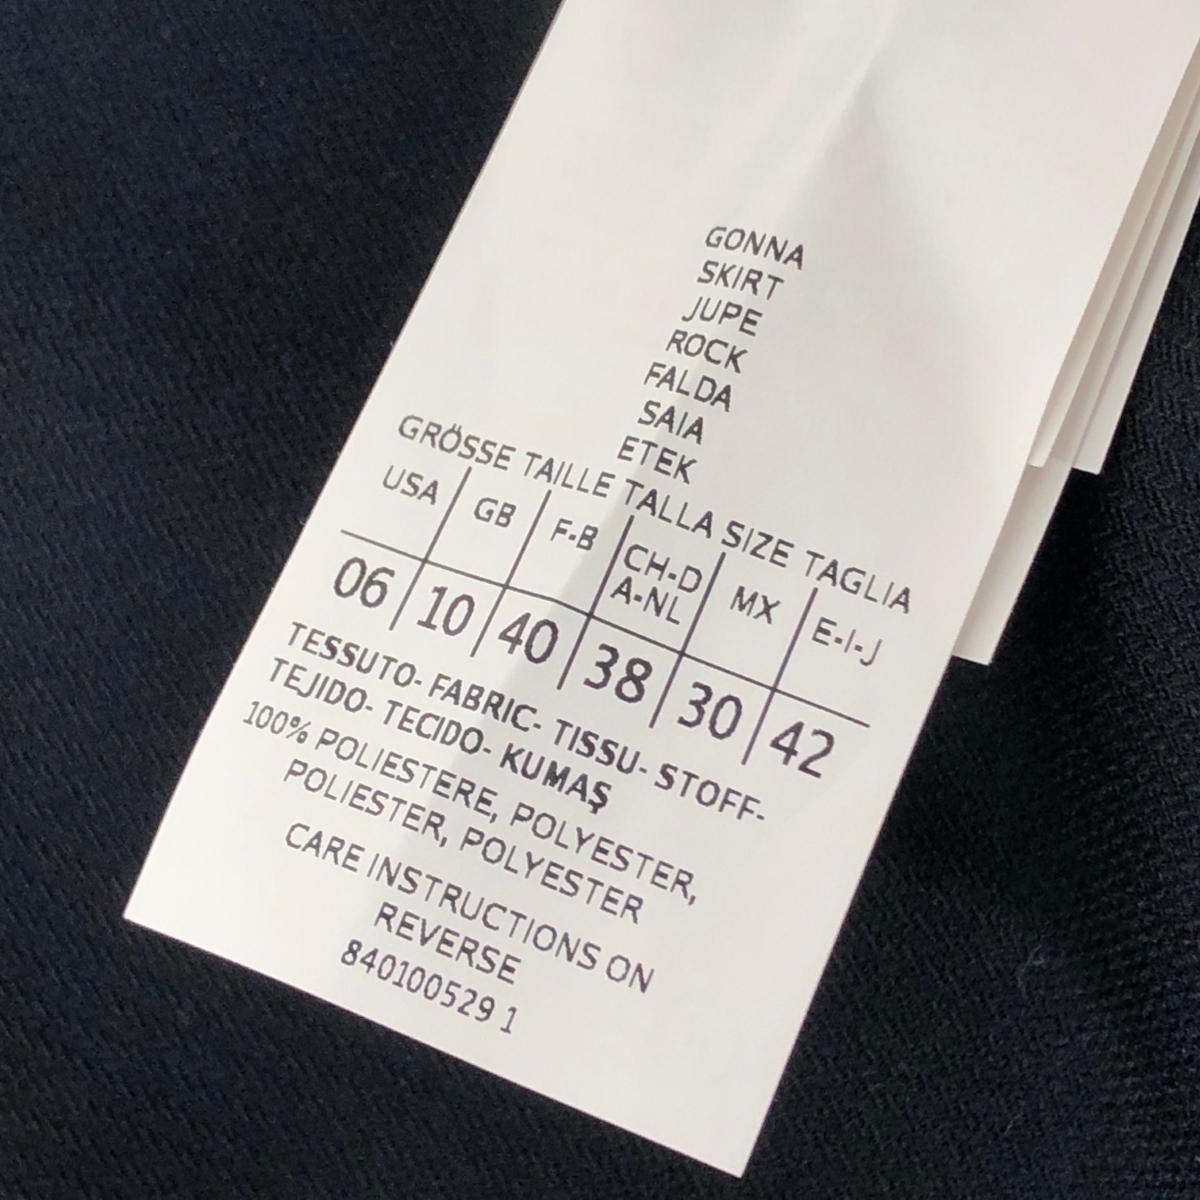 GONNA
SKIRT
JUPE
ROCK
FALDA
SAIA
ETEK
GRÖSSE TAILLE TALLA SIZE TAGLIA
USA GB F-B CH-D A-NL MX E-I-J
06 10 40 38 30 42
TESSUTO- FABRIC- TISSU- STOFF-
TEJIDO- TECIDO- KUMAŞ
100% POLIESTERE, POLYESTER,
POLIESTER, POLYESTER
CARE INSTRUCTIONS ON
REVERSE
840100529 1